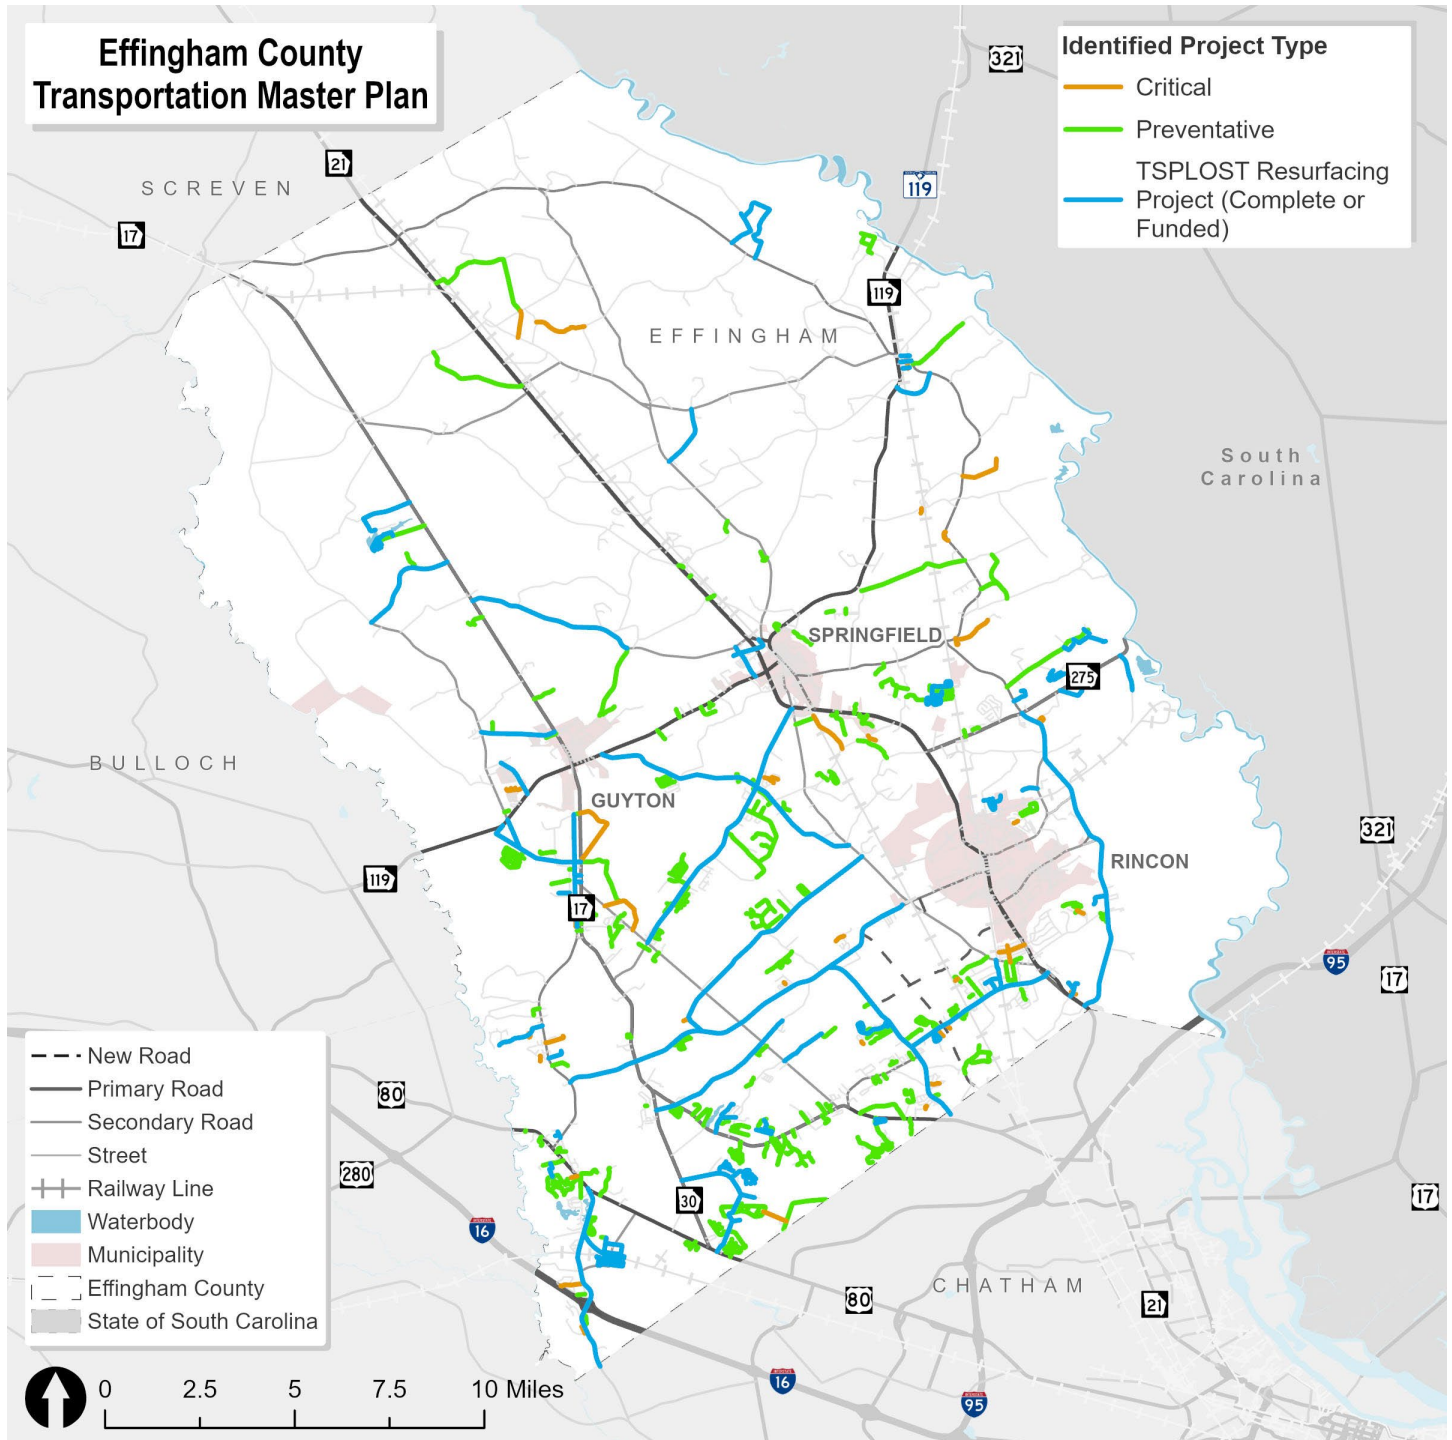 Effingham County
Transportation Master Plan
Identified Project Type
Critical
Preventative
TSPLOST Resurfacing
Project (Complete or
Funded)
321
21
SCREVEN
119
17
119
EFFINGHAM
South
Carolina
SPRINGFIELD
275
BULLOCH
GUYTON
321
RINCON
119
17
95
17
New Road
Primary Road
Secondary Road
Street
Railway Line
Waterbody
Municipality
Effingham County
State of South Carolina
80
280
30
17
16
CHATHAM
80
21
0 2.5 5 7.5 10 Miles
16
95